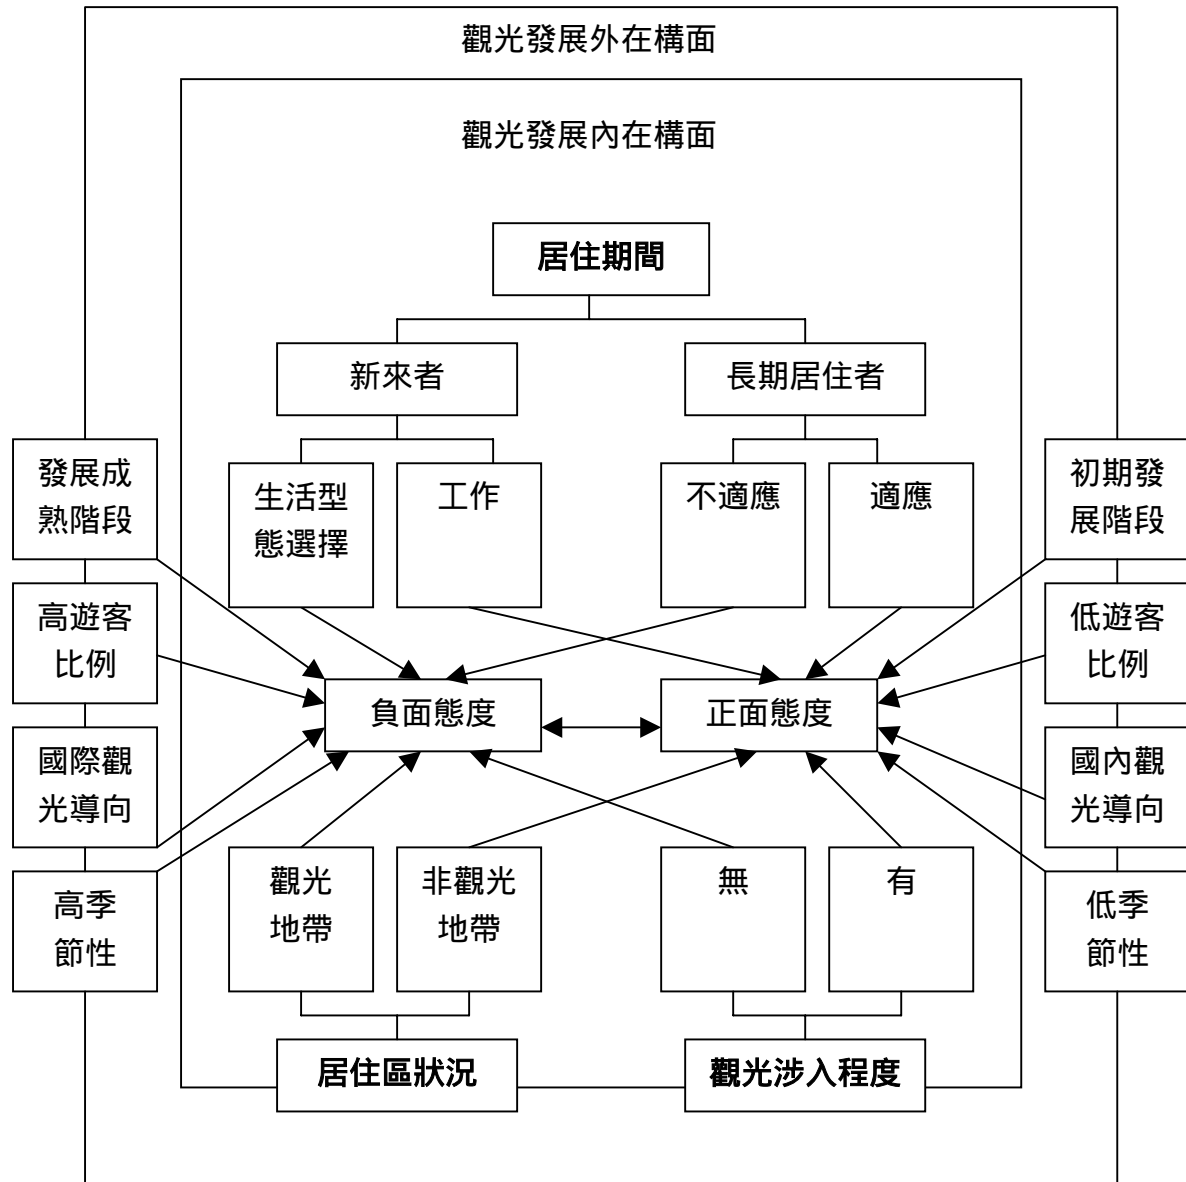 觀光發展外在構面
觀光發展內在構面
居住期間
新來者
長期居住者
發展成
熟階段
生活型
態選擇
工作
不適應
適應
初期發
展階段
高遊客
比例
低遊客
比例
負面態度
正面態度
國際觀
光導向
國內觀
光導向
觀光
地帶
非觀光
地帶
無
有
高季
節性
低季
節性
居住區狀況
觀光涉入程度